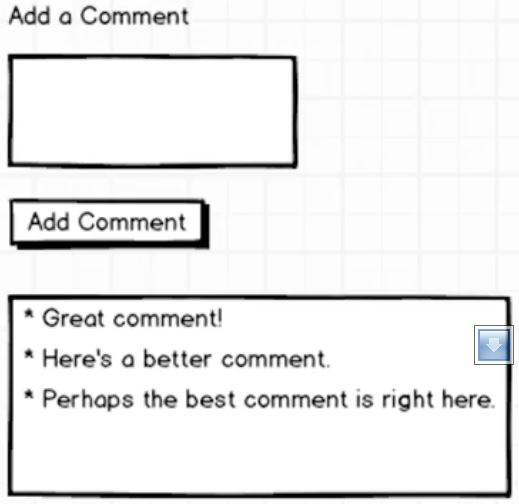 Add a Comment
Add Comment
* Great comment!
* Here's a better comment.
* Perhaps the best comment is right here.